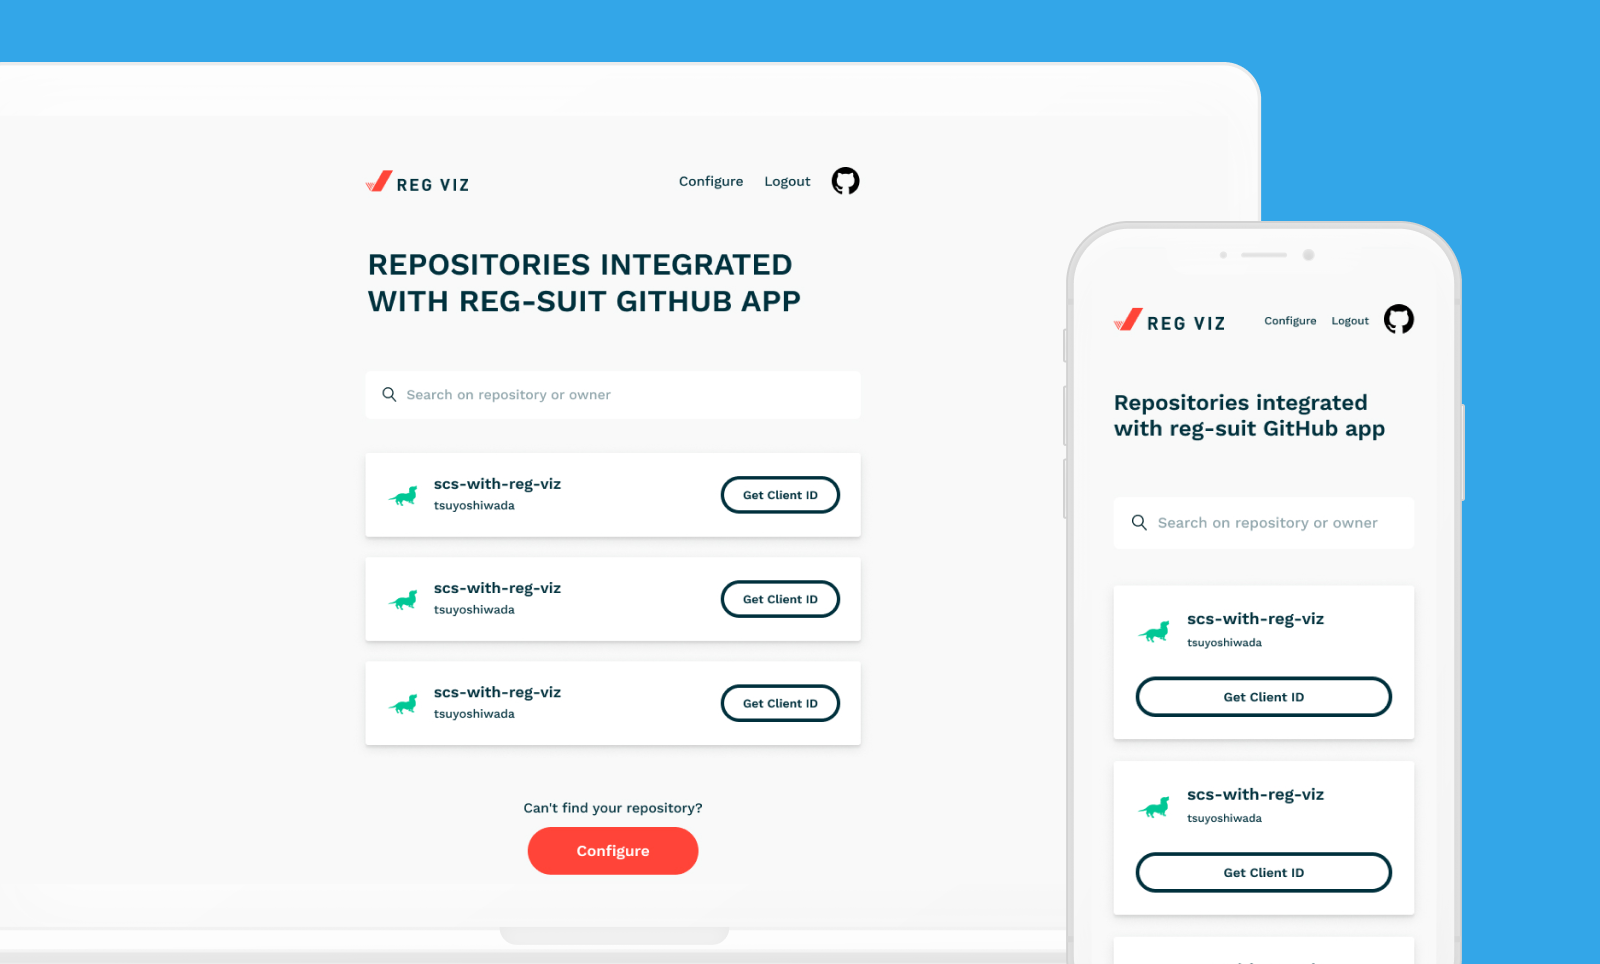 REG VIZ
Configure Logout
REPOSITORIES INTEGRATED
WITH REG-SUIT GITHUB APP
Search on repository or owner
scs-with-reg-viz
tsuyoshiwada
Get Client ID
scs-with-reg-viz
tsuyoshiwada
Get Client ID
scs-with-reg-viz
tsuyoshiwada
Get Client ID
Can't find your repository?
Configure
REG VIZ
Configure Logout
Repositories integrated
with reg-suit GitHub app
Search on repository or owner
scs-with-reg-viz
tsuyoshiwada
Get Client ID
scs-with-reg-viz
tsuyoshiwada
Get Client ID